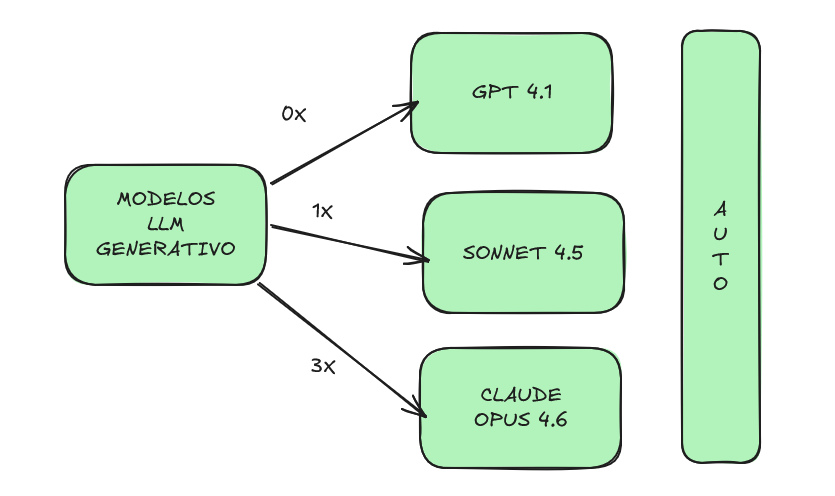 GPT 4.1
0x
MODELOS
LLM
GENERATIVO
1x
SONNET 4.5
3x
CLAUDE
OPUS 4.6
A
U
T
O